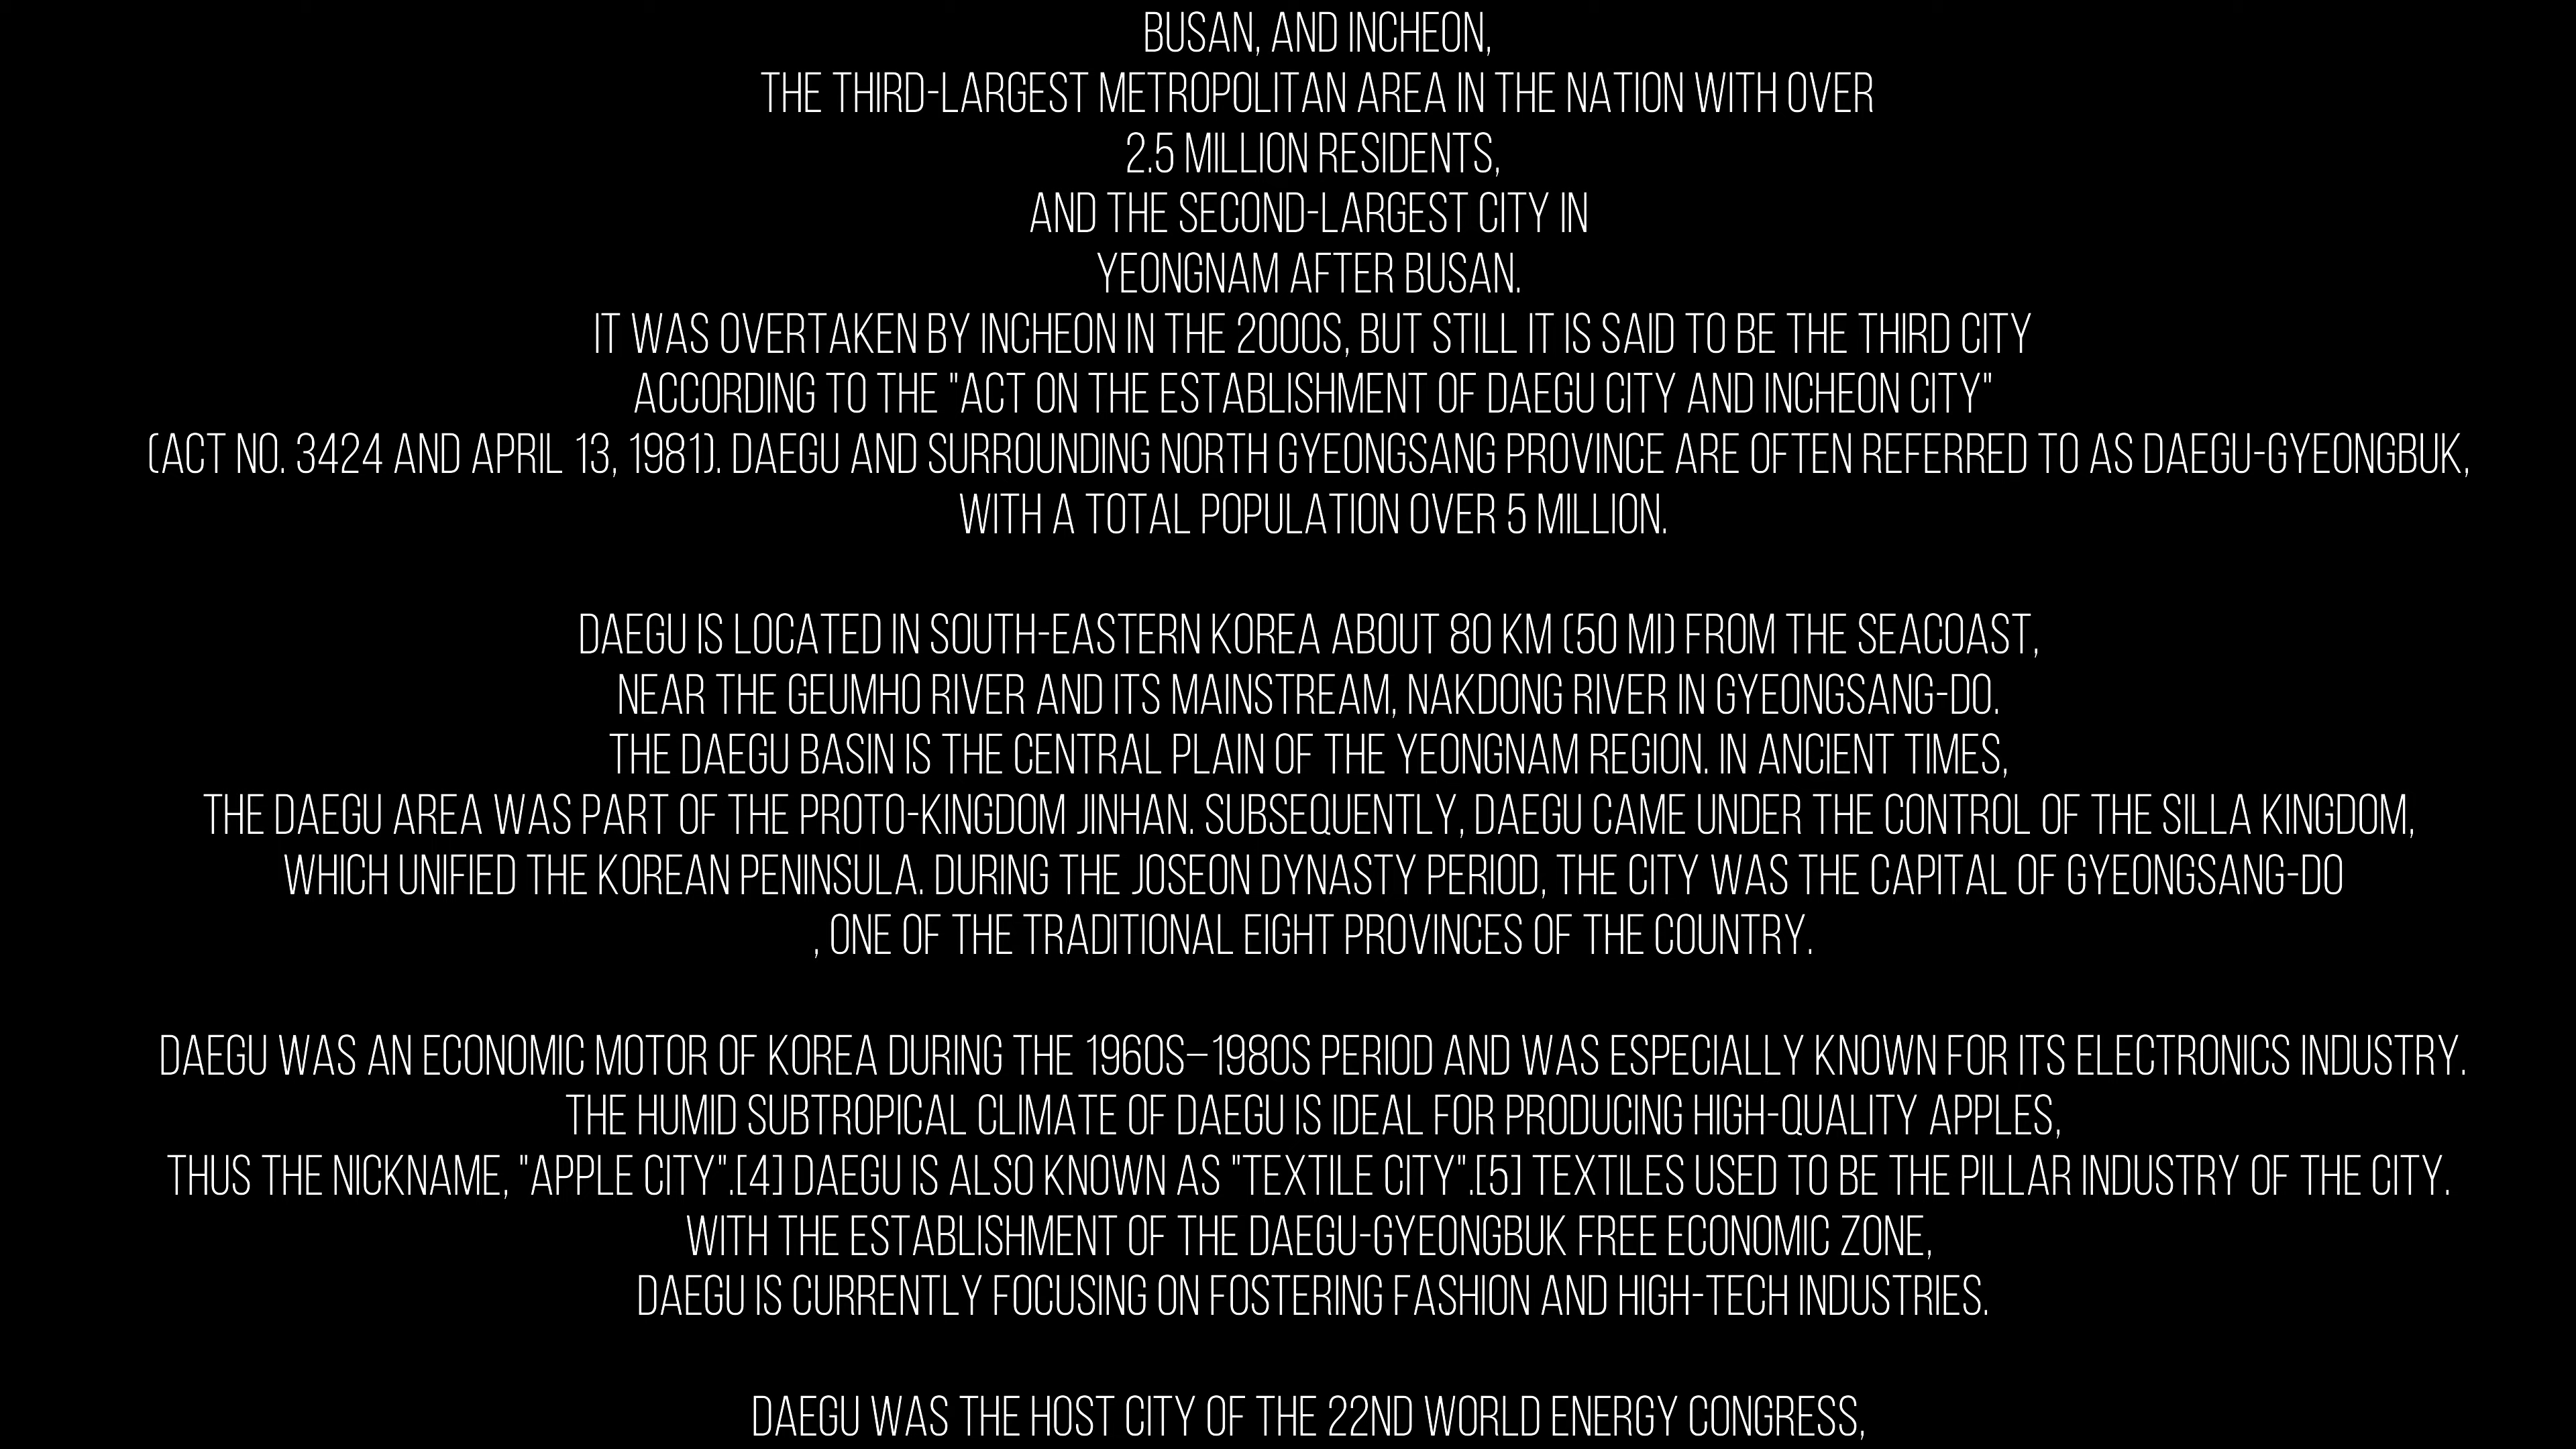 BUSAN, AND INCHEON,
THE THIRD-LARGEST METROPOLITAN AREA IN THE NATION WITH OVER
2.5 MILLION RESIDENTS,
AND THE SECOND-LARGEST CITY IN
YEONGNAM AFTER BUSAN.
IT WAS OVERTAKEN BY INCHEON IN THE 2000S, BUT STILL IT IS SAID TO BE THE THIRD CITY
ACCORDING TO THE "ACT ON THE ESTABLISHMENT OF DAEGU CITY AND INCHEON CITY"
(ACT NO. 3424 AND APRIL 13, 1981). DAEGU AND SURROUNDING NORTH GYEONGSANG PROVINCE ARE OFTEN REFERRED TO AS DAEGU-GYEONGBUK,
WITH A TOTAL POPULATION OVER 5 MILLION.
DAEGU IS LOCATED IN SOUTH-EASTERN KOREA ABOUT 80 KM (50 MI) FROM THE SEACOAST,
NEAR THE GEUMHO RIVER AND ITS MAINSTREAM, NAKDONG RIVER IN GYEONGSANG-DO.
THE DAEGU BASIN IS THE CENTRAL PLAIN OF THE YEONGNAM REGION. IN ANCIENT TIMES,
THE DAEGU AREA WAS PART OF THE PROTO-KINGDOM JINHAN. SUBSEQUENTLY, DAEGU CAME UNDER THE CONTROL OF THE SILLA KINGDOM,
WHICH UNIFIED THE KOREAN PENINSULA. DURING THE JOSEON DYNASTY PERIOD, THE CITY WAS THE CAPITAL OF GYEONGSANG-DO
, ONE OF THE TRADITIONAL EIGHT PROVINCES OF THE COUNTRY.
DAEGU WAS AN ECONOMIC MOTOR OF KOREA DURING THE 1960S–1980S PERIOD AND WAS ESPECIALLY KNOWN FOR ITS ELECTRONICS INDUSTRY.
THE HUMID SUBTROPICAL CLIMATE OF DAEGU IS IDEAL FOR PRODUCING HIGH-QUALITY APPLES,
THUS THE NICKNAME, "APPLE CITY".[4] DAEGU IS ALSO KNOWN AS "TEXTILE CITY".[5] TEXTILES USED TO BE THE PILLAR INDUSTRY OF THE CITY.
WITH THE ESTABLISHMENT OF THE DAEGU-GYEONGBUK FREE ECONOMIC ZONE,
DAEGU IS CURRENTLY FOCUSING ON FOSTERING FASHION AND HIGH-TECH INDUSTRIES.
DAEGU WAS THE HOST CITY OF THE 22ND WORLD ENERGY CONGRESS,